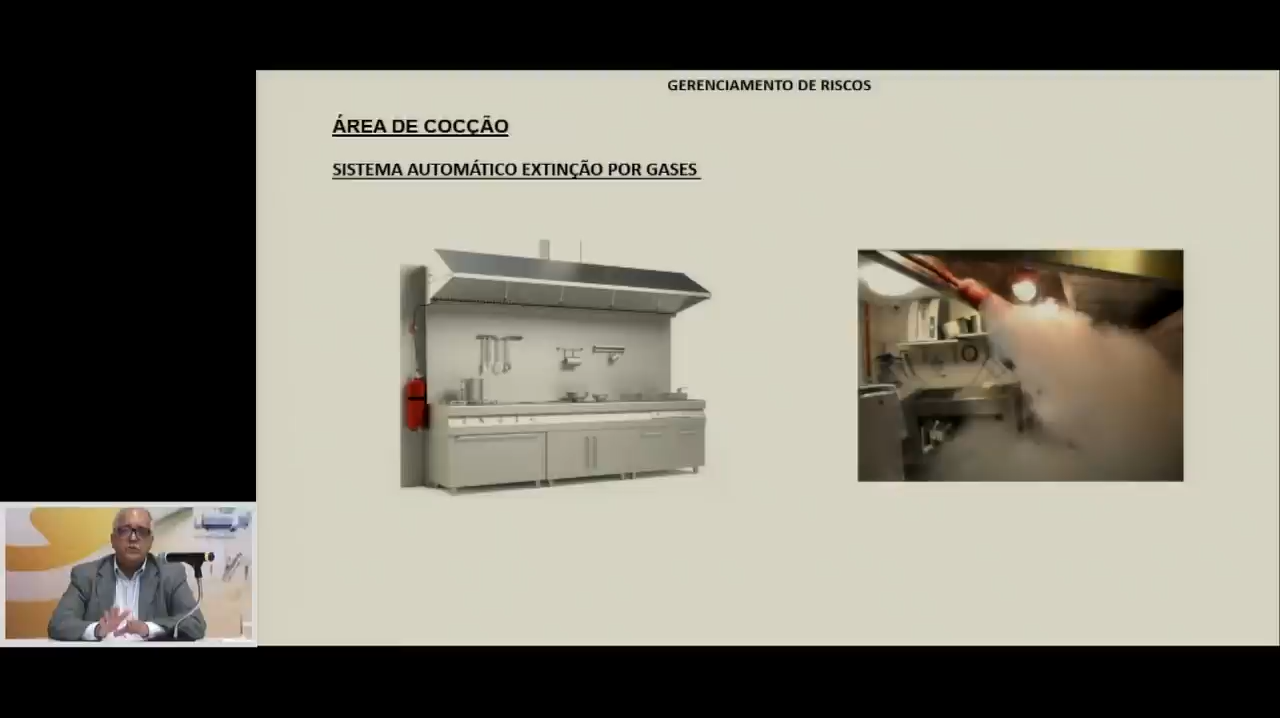 GERENCIAMENTO DE RISCOS
ÁREA DE COCÇÃO
SISTEMA AUTOMÁTICO EXTINÇÃO POR GASES